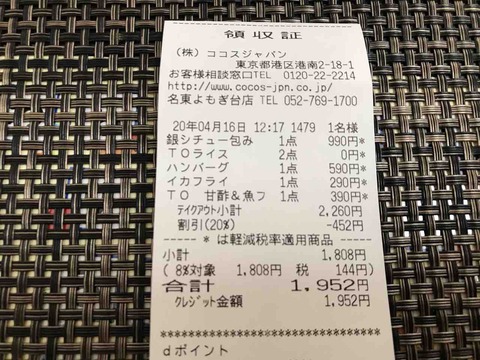 領収証
(株) ココスジャパン
東京都港区港南2-18-1
お客様相談窓口TEL 0120-22-2214
http://www.cocos-jpn.co.jp/
名東よもぎ台店 TEL 052-769-1700
20年04月16日 12:17 1479 1名様
銀シチュー包み 1点 990円*
TOライス 2点 0円*
ハンバーグ 1点 590円*
イカフライ 1点 290円*
TO 甘酢&魚フ 1点 390円*
テイクアウト小計 2,260円
割引(20%) -452円
* は軽減税率適用商品
小計 1,808円
( 8%対象 1,808円 税 144円)
合計 1,952円
クレジット金額 1,952円
dポイント